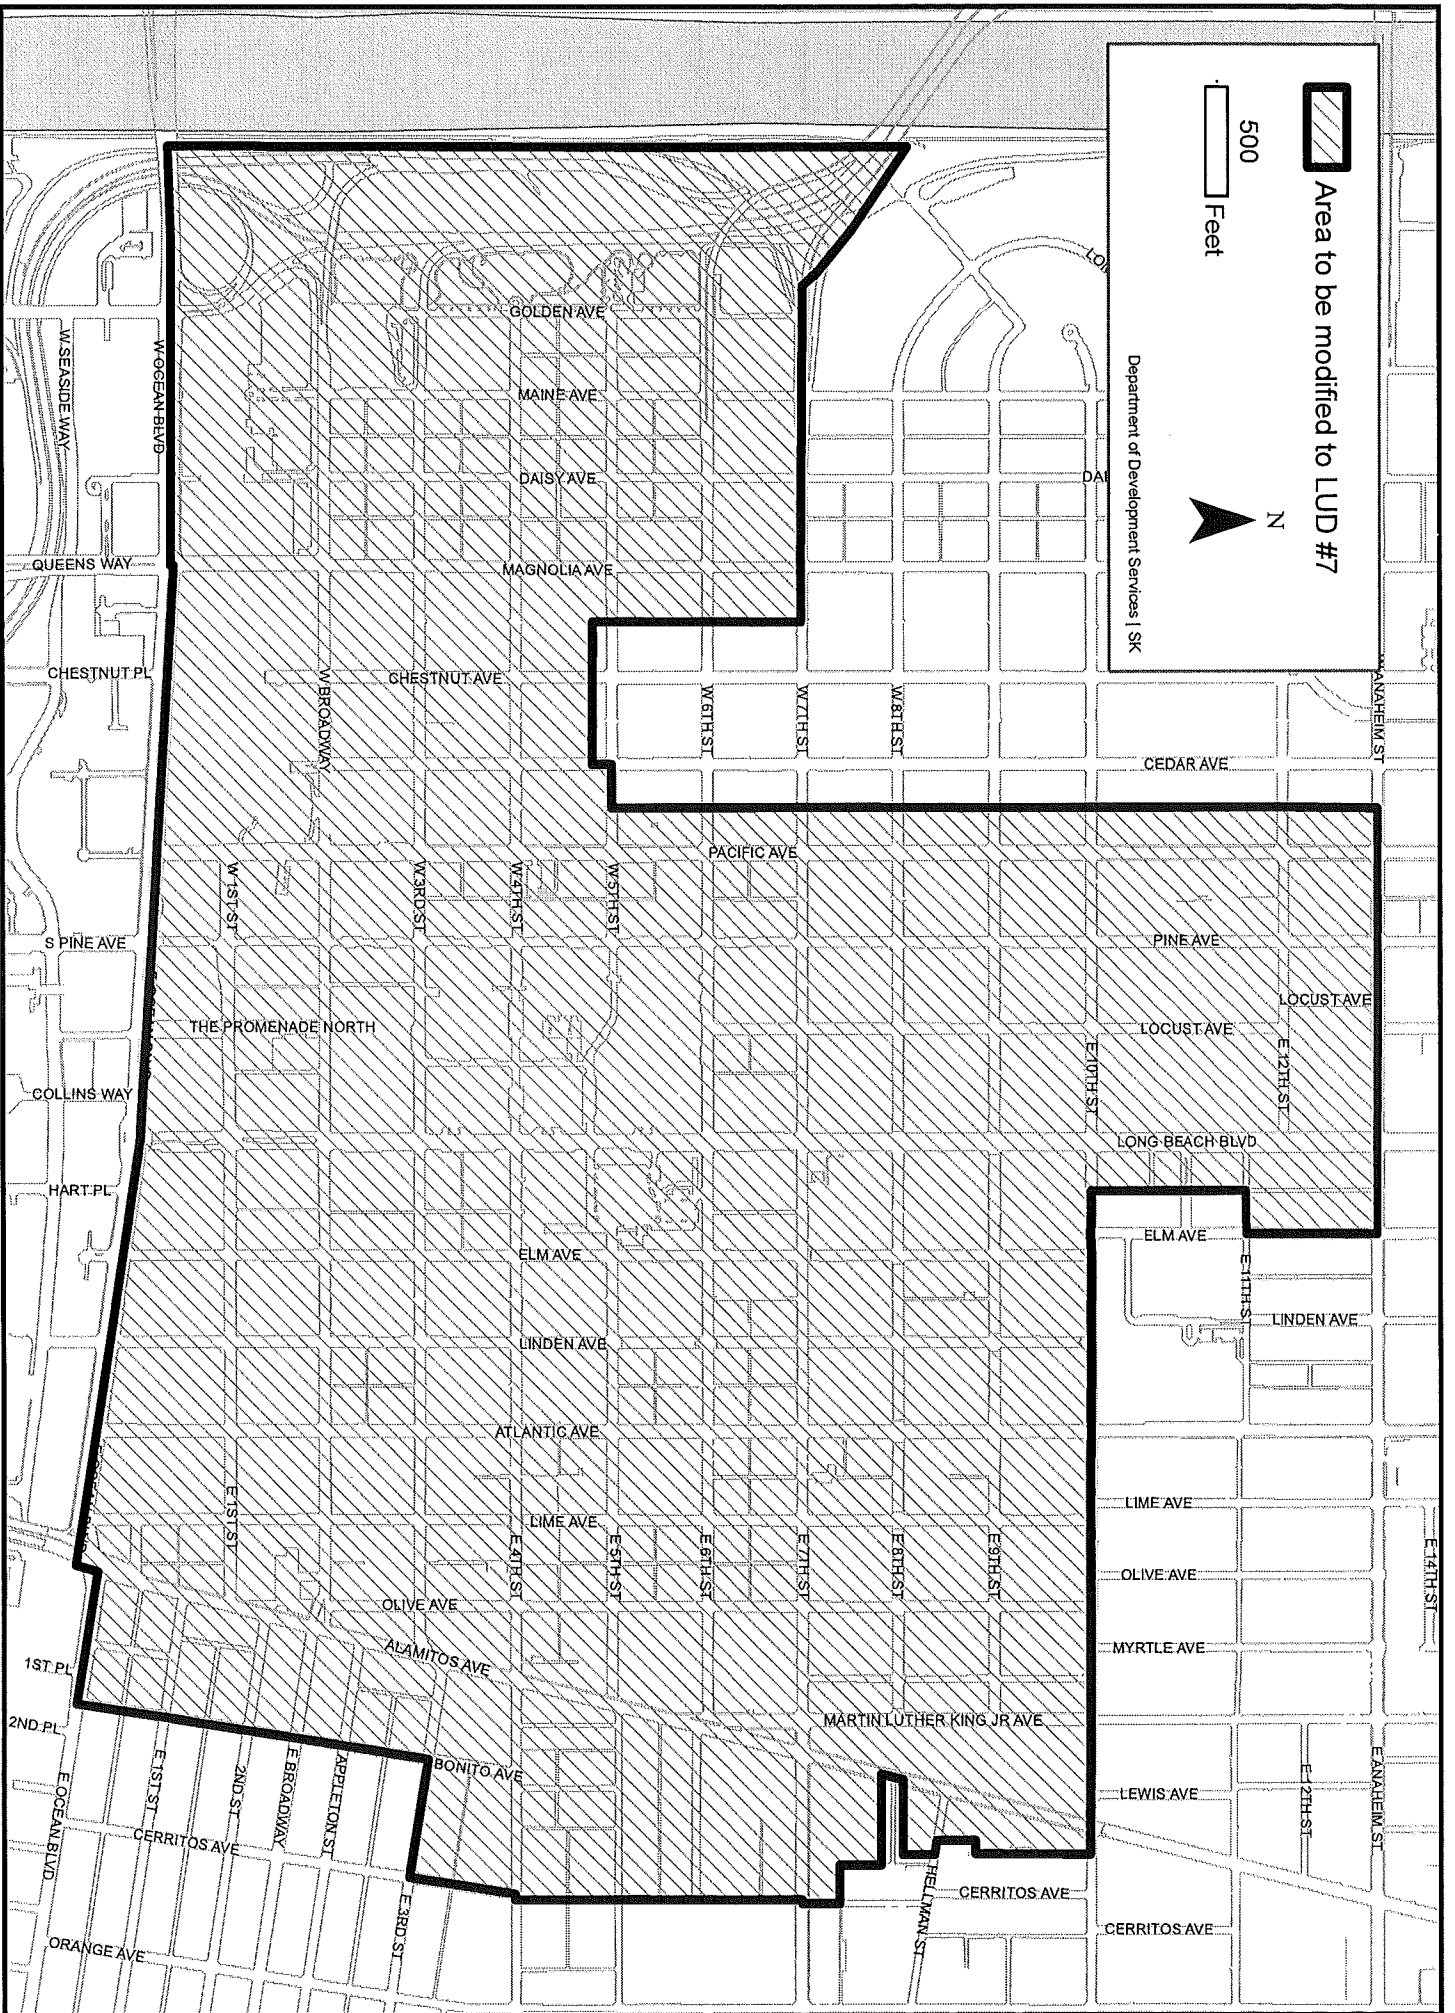 Area to be modified to LUD #7
500
Feet
N
Department of Development Services | SK
GOLDEN AVE
MAINE AVE
DAISY AVE
MAGNOLIA AVE
CHESTNUT AVE
W SEASIDE WAY
W OCEAN BLVD
QUEENS WAY
CHESTNUT PL
W BROADWAY
W 6TH ST
W 7TH ST
W 8TH ST
W ANAHEIM ST
CEDAR AVE
PACIFIC AVE
W 1ST ST
W 3RD ST
W 4TH ST
W 5TH ST
S PINE AVE
PINE AVE
LOCUST AVE
LOCUST AVE
THE PROMENADE NORTH
E 10TH ST
E 12TH ST
COLLINS WAY
LONG BEACH BLVD
HART PL
ELM AVE
ELM AVE
E 11TH ST
LINDEN AVE
LINDEN AVE
ATLANTIC AVE
E 1ST ST
LIME AVE
LIME AVE
E 4TH ST
E 5TH ST
E 6TH ST
E 7TH ST
E 8TH ST
E 9TH ST
E 14TH ST
OLIVE AVE
OLIVE AVE
ALAMITOS AVE
MYRTLE AVE
1ST PL
2ND PL
MARTIN LUTHER KING JR AVE
BONITO AVE
LEWIS AVE
E 12TH ST
E ANAHEIM ST
E OCEAN BLVD
E 1ST ST
2ND ST
E BROADWAY
APPLETON ST
CERRITOS AVE
E 3RD ST
HELLMAN ST
CERRITOS AVE
CERRITOS AVE
ORANGE AVE